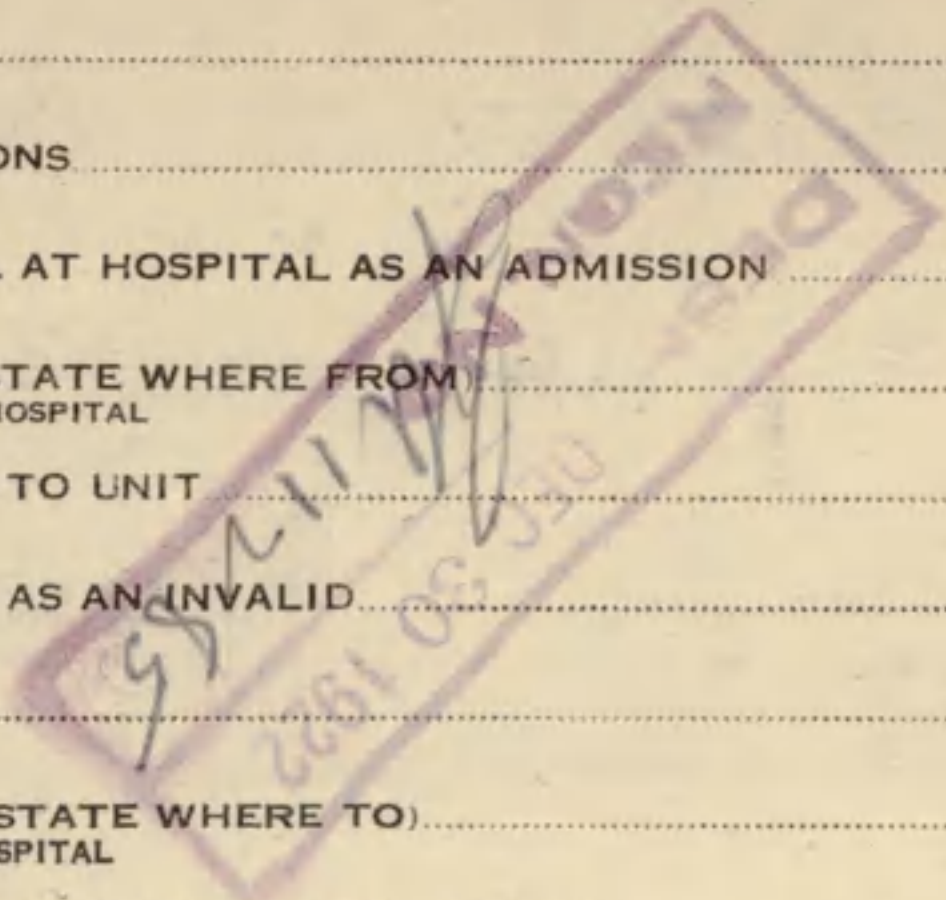 ONS
AT HOSPITAL AS AN ADMISSION
STATE WHERE FROM)
HOSPITAL
TO UNIT
AS AN INVALID
STATE WHERE TO)
SPITAL
DEC 30 1922